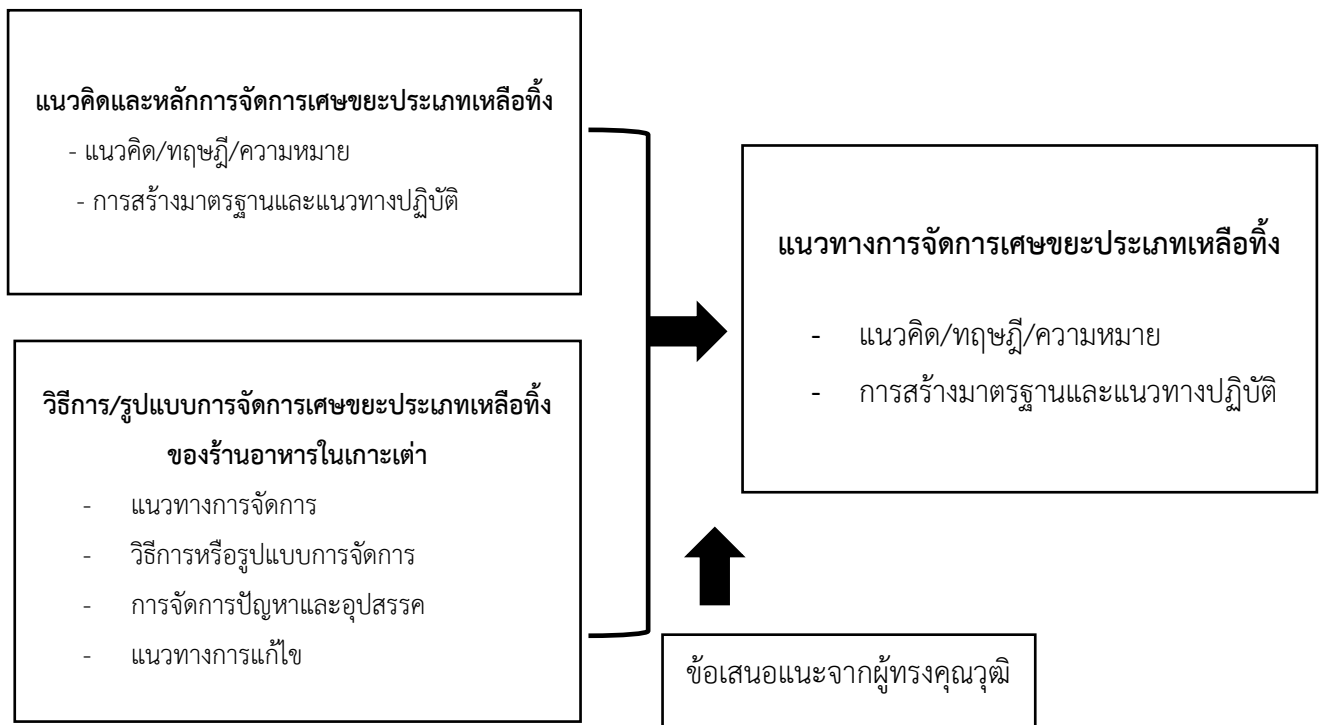 แนวคิดและหลักการจัดการเศษขยะประเภทเหลือทิ้ง
- แนวคิด/ทฤษฎี/ความหมาย
- การสร้างมาตรฐานและแนวทางปฏิบัติ
วิธีการ/รูปแบบการจัดการเศษขยะประเภทเหลือทิ้ง
ของร้านอาหารในเกาะเต่า
- แนวทางการจัดการ
- วิธีการหรือรูปแบบการจัดการ
- การจัดการปัญหาและอุปสรรค
- แนวทางการแก้ไข
แนวทางการจัดการเศษขยะประเภทเหลือทิ้ง
- แนวคิด/ทฤษฎี/ความหมาย
- การสร้างมาตรฐานและแนวทางปฏิบัติ
ข้อเสนอแนะจากผู้ทรงคุณวุฒิ